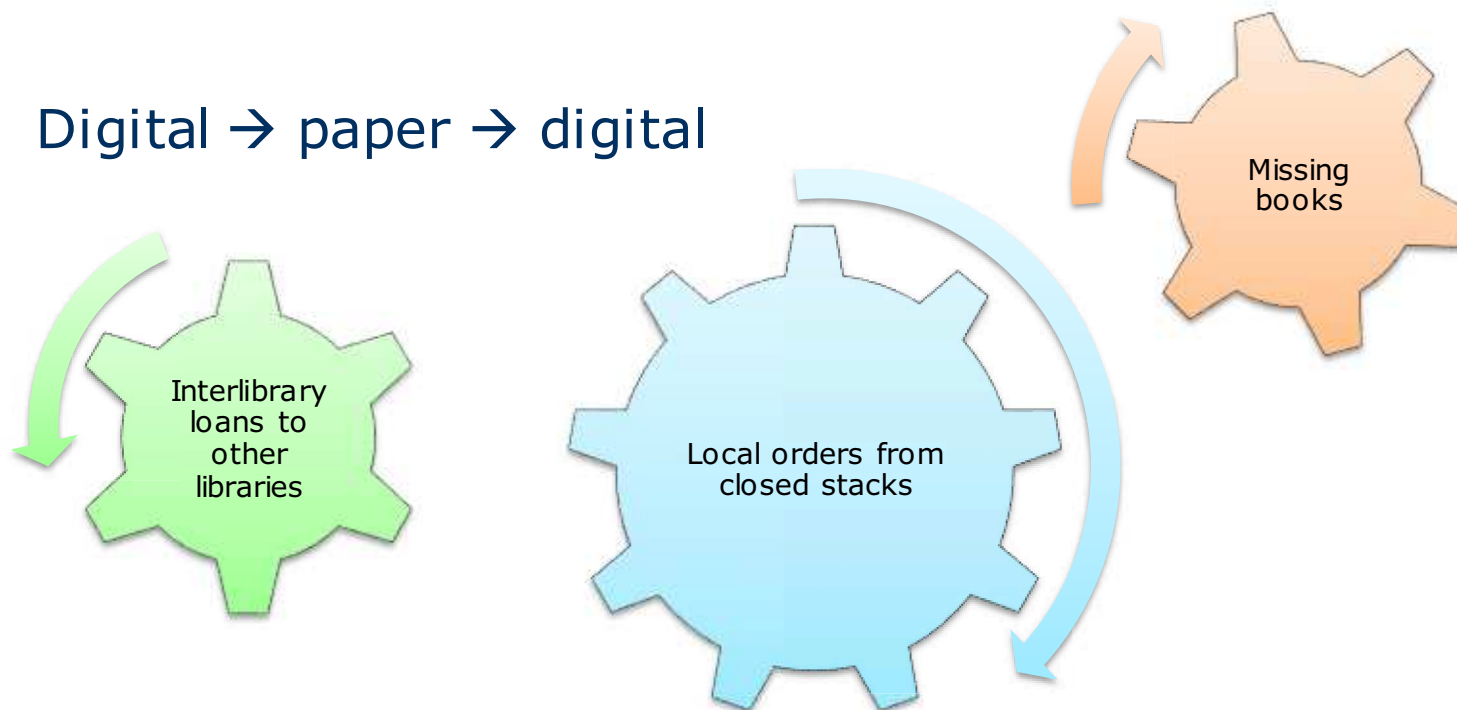 Digital → paper → digital
Missing
books
Interlibrary
loans to
other
libraries
Local orders from
closed stacks